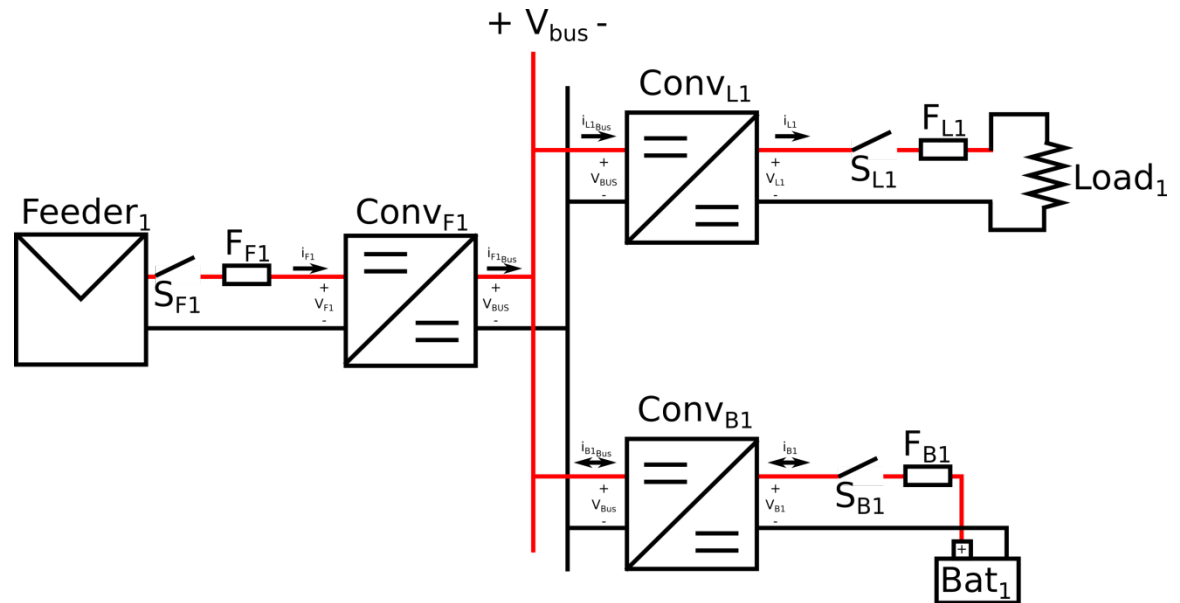 + Vbus -
ConvL1
iL1Bus
+
VBUS
-
iL1
+
VL1
-
SL1
FL1
Load1
Feeder1
SF1
FF1
iF1
+
VF1
-
ConvF1
iF1Bus
+
VBUS
-
ConvB1
iB1Bus
+
VBus
-
iB1
+
VB1
-
SB1
FB1
+
Bat1